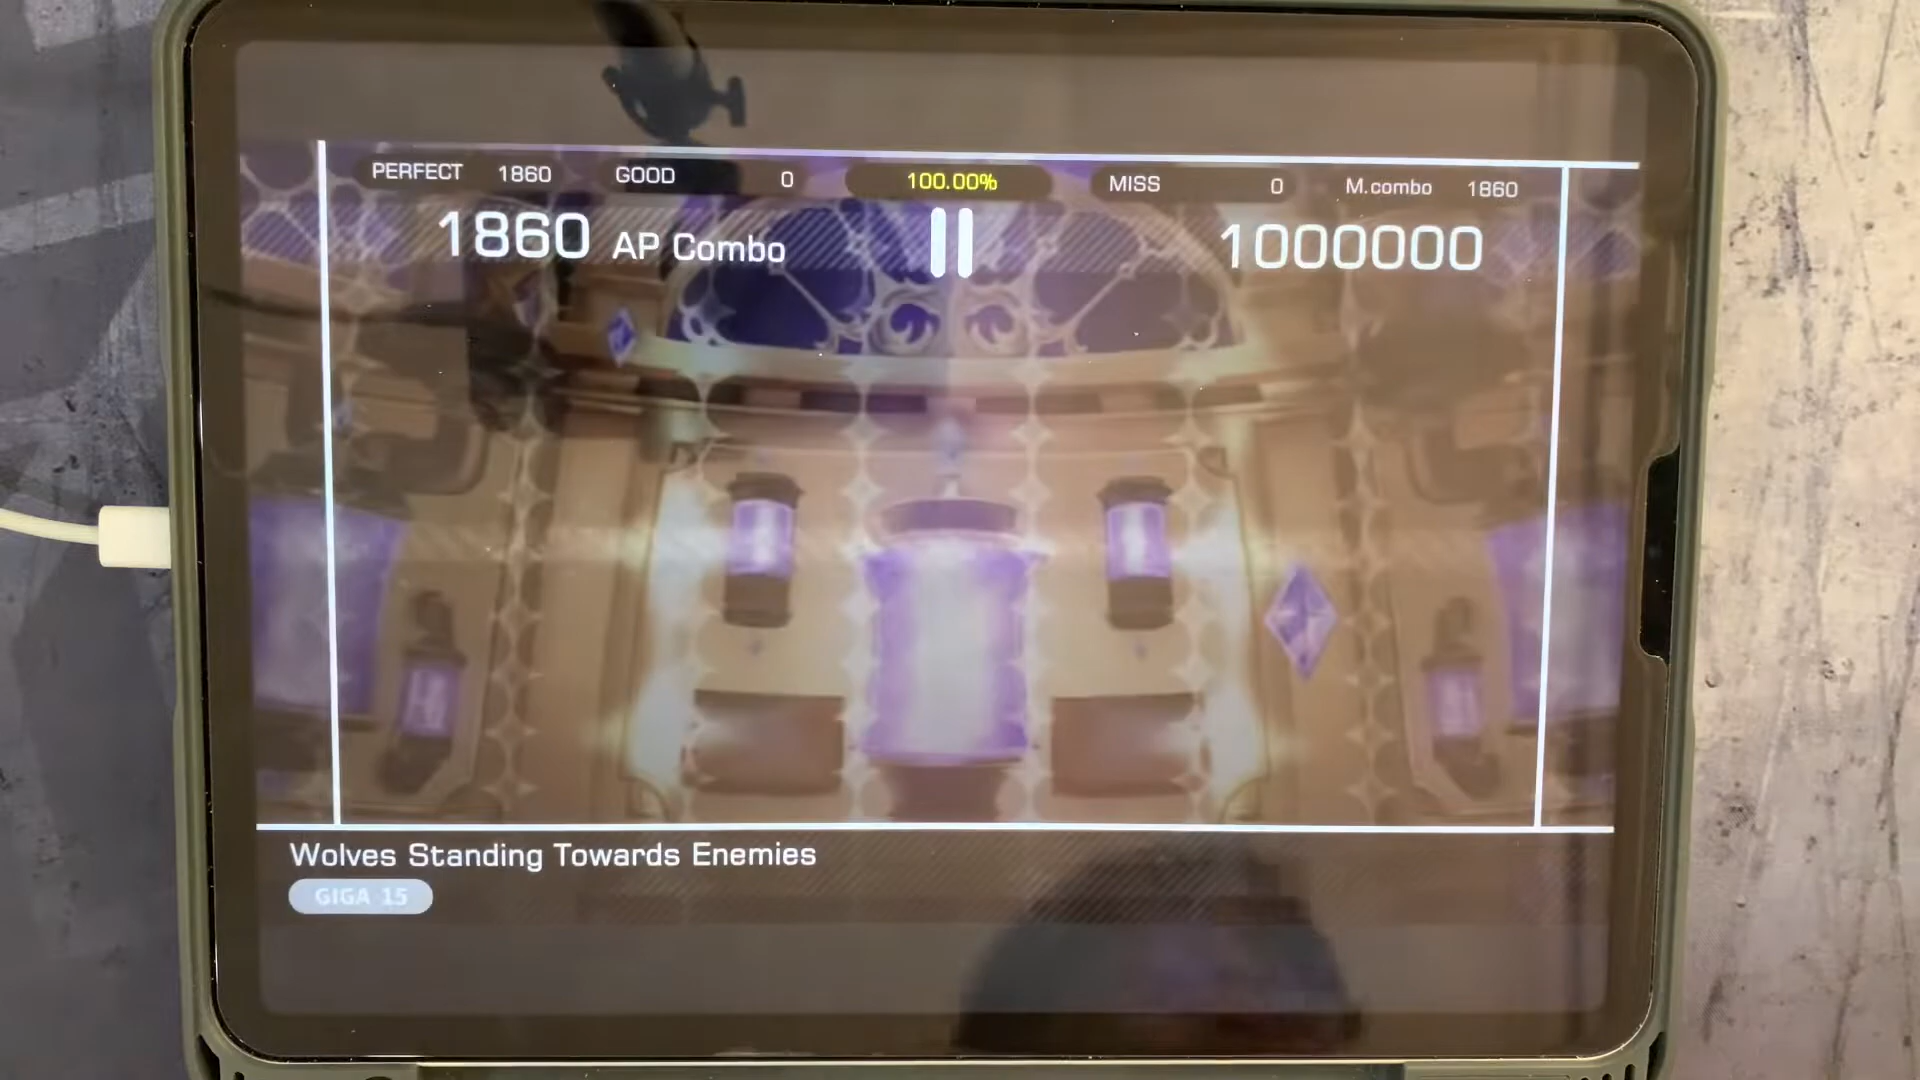 PERFECT 1860 GOOD 0 100.00% MISS 0 M.combo 1860
1860 AP Combo 1000000
Wolves Standing Towards Enemies
GIGA 15